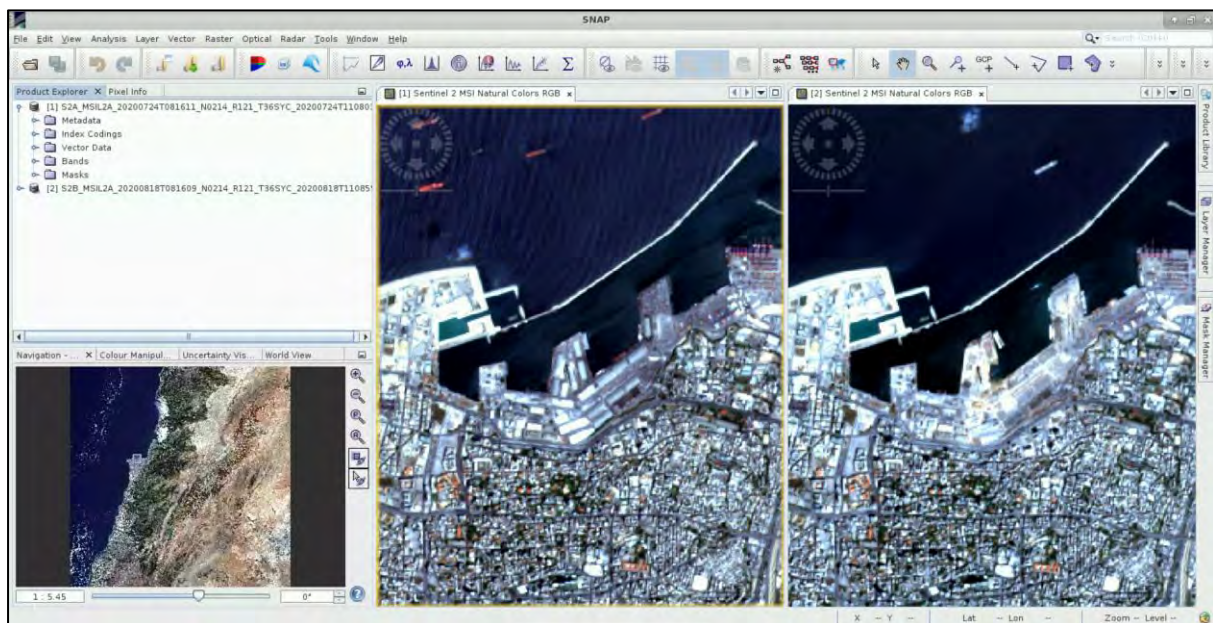 SNAP
File Edit View Analysis Layer Vector Raster Optical Radar Tools Window Help
Search (Ctrl+I)
φ,λ Σ GCP
Product Explorer X Pixel Info
[1] Sentinel 2 MSI Natural Colors RGB x
[2] Sentinel 2 MSI Natural Colors RGB x
[1] S2A_MSIL2A_20200724T081611_N0214_R121_T36SYC_20200724T11080
Metadata
Index Codings
Vector Data
Bands
Masks
[2] S2B_MSIL2A_20200818T081609_N0214_R121_T36SYC_20200818T11085
Product Library
Layer Manager
Mask Manager
Navigation - ... X Colour Manipul... Uncertainty Vis... World View
1 : 5.45
0°
X -- Y -- Lat -- Lon -- Zoom -- Level --